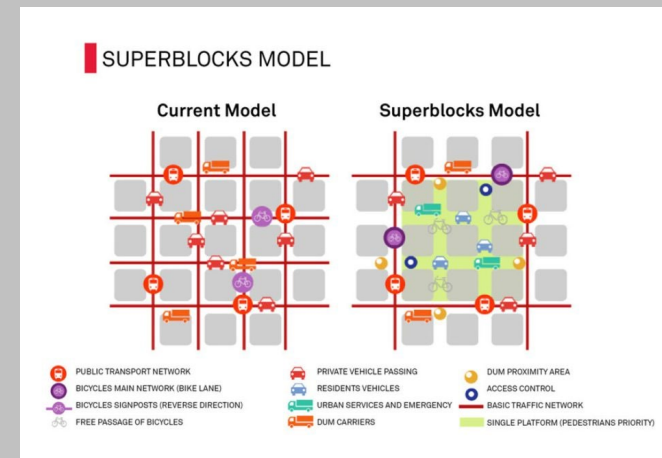 SUPERBLOCKS MODEL
Current Model
Superblocks Model
PUBLIC TRANSPORT NETWORK
BICYCLES MAIN NETWORK (BIKE LANE)
BICYCLES SIGNPOSTS (REVERSE DIRECTION)
FREE PASSAGE OF BICYCLES
PRIVATE VEHICLE PASSING
RESIDENTS VEHICLES
URBAN SERVICES AND EMERGENCY
DUM CARRIERS
DUM PROXIMITY AREA
ACCESS CONTROL
BASIC TRAFFIC NETWORK
SINGLE PLATFORM (PEDESTRIANS PRIORITY)